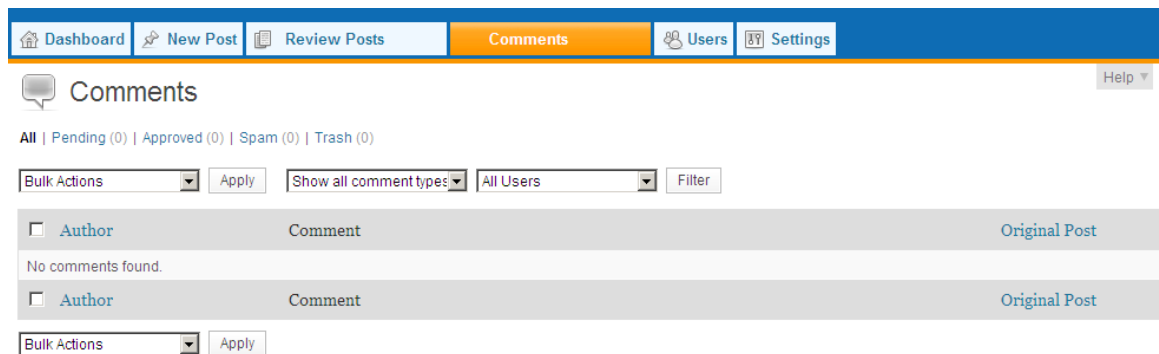 Dashboard New Post Review Posts Comments Users Settings
Help
Comments
All | Pending (0) | Approved (0) | Spam (0) | Trash (0)
Bulk Actions Apply Show all comment types All Users Filter
Author Comment Original Post
No comments found.
Author Comment Original Post
Bulk Actions Apply